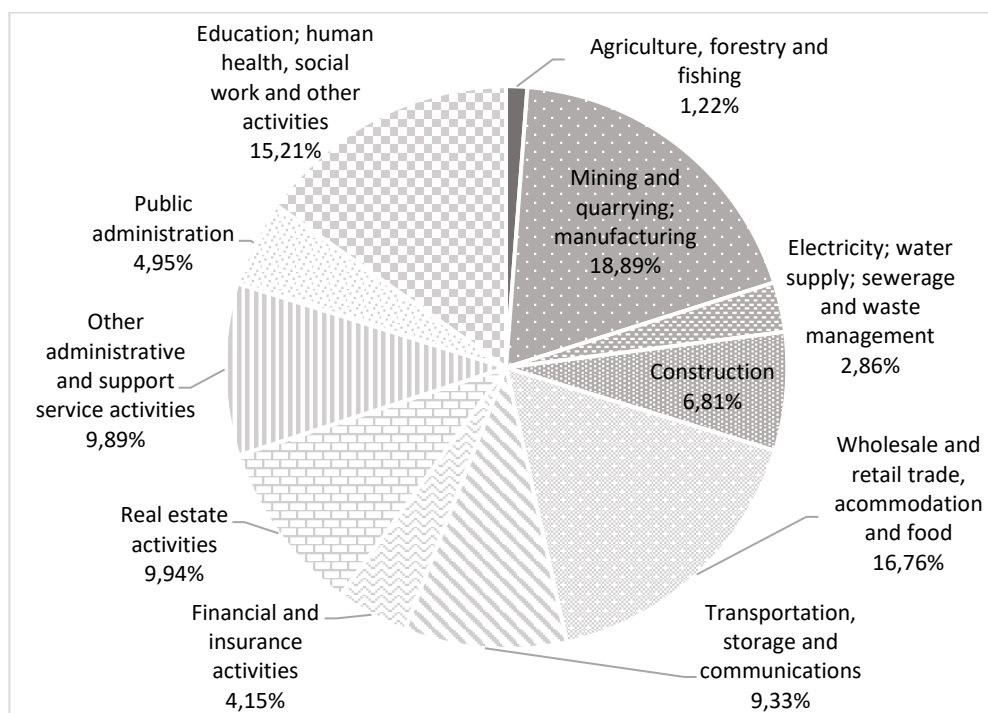 Education; human
health, social
work and other
activities
15,21%
Agriculture, forestry and
fishing
1,22%
Mining and
quarrying;
manufacturing
18,89%
Electricity; water
supply; sewerage
and waste
management
2,86%
Construction
6,81%
Wholesale and
retail trade,
acommodation
and food
16,76%
Transportation,
storage and
communications
9,33%
Financial and
insurance
activities
4,15%
Real estate
activities
9,94%
Other
administrative
and support
service activities
9,89%
Public
administration
4,95%